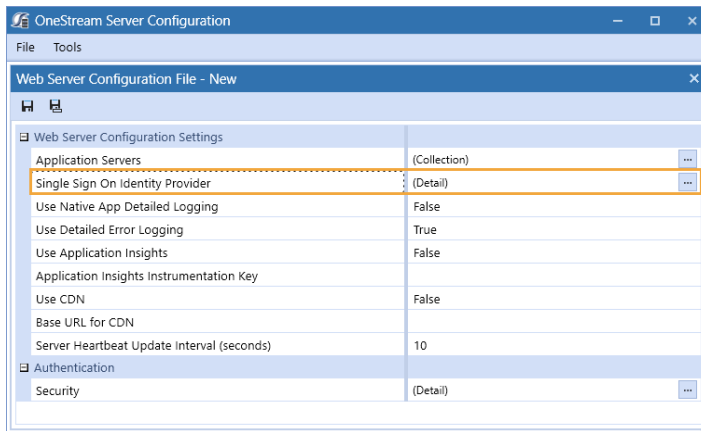 OneStream Server Configuration
File Tools
Web Server Configuration File - New
Web Server Configuration Settings
Application Servers (Collection) ...
Single Sign On Identity Provider (Detail) ...
Use Native App Detailed Logging False
Use Detailed Error Logging True
Use Application Insights False
Application Insights Instrumentation Key
Use CDN False
Base URL for CDN
Server Heartbeat Update Interval (seconds) 10
Authentication
Security (Detail) ...